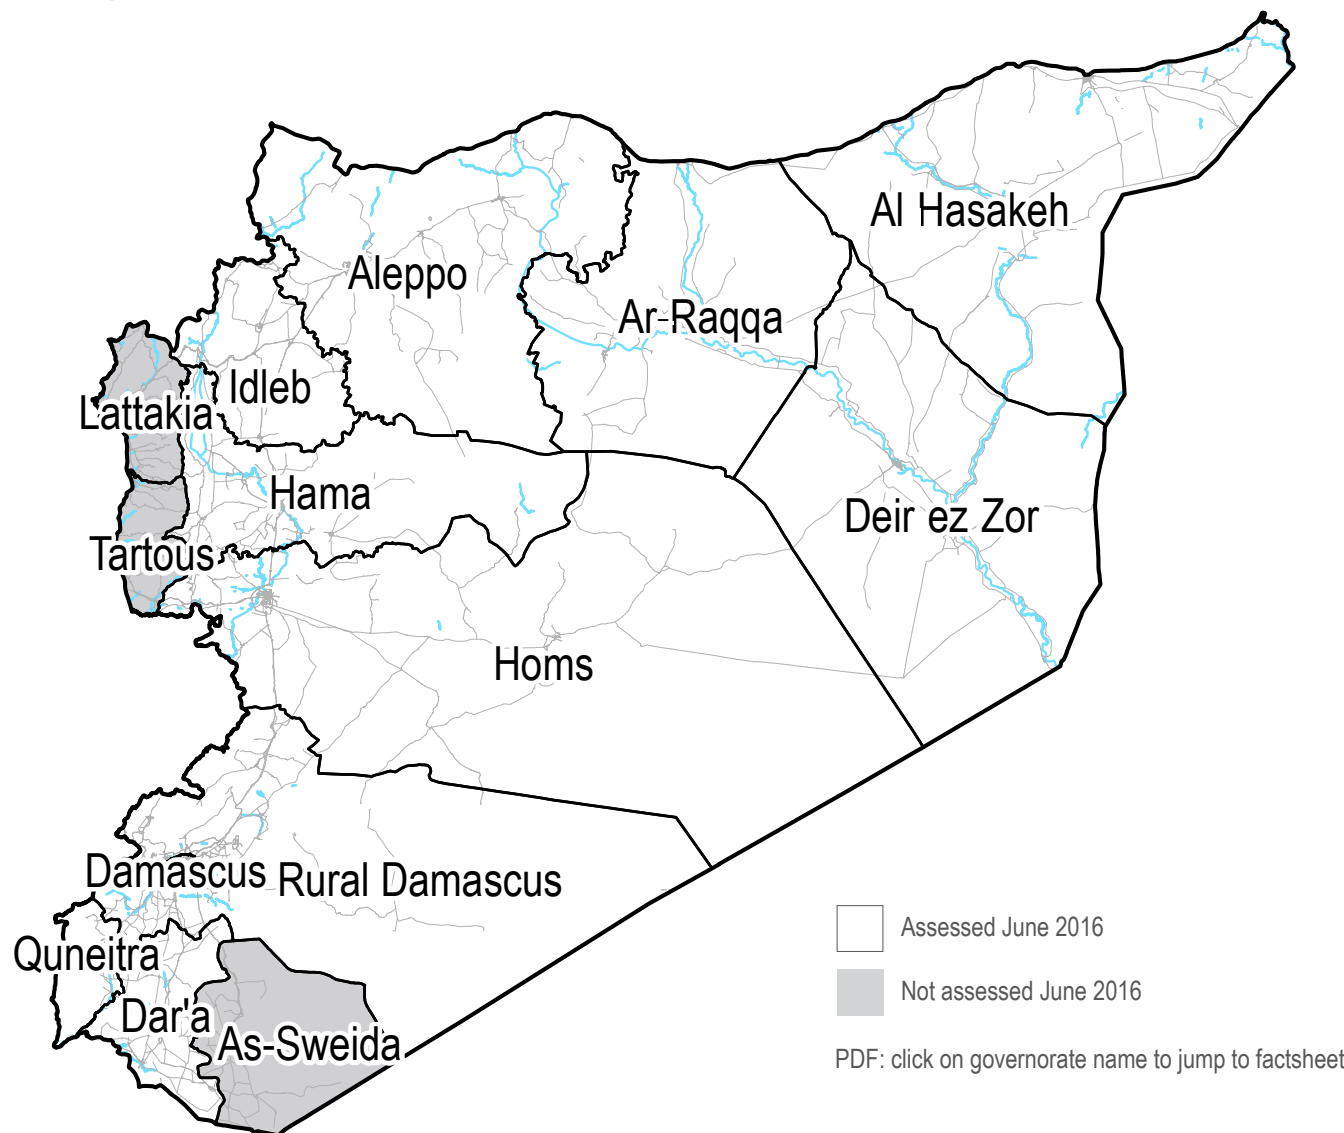 Al Hasakeh
Aleppo
Ar-Raqqa
Idleb
Lattakia
Hama
Deir ez Zor
Tartous
Homs
Damascus
Rural Damascus
Quneitra
Dar'a
As-Sweida
Assessed June 2016
Not assessed June 2016
PDF: click on governorate name to jump to factsheet